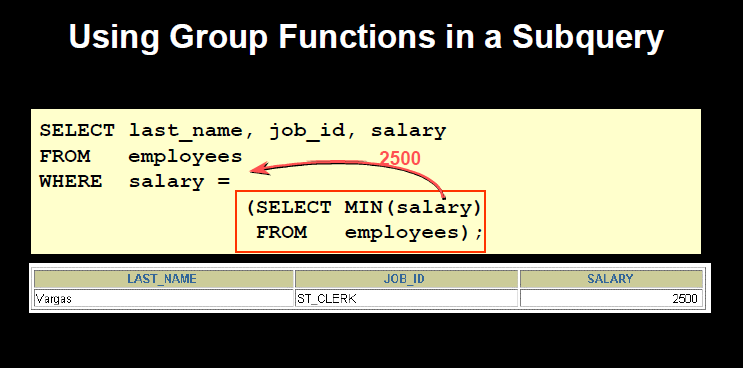 Using Group Functions in a Subquery
SELECT last_name, job_id, salary
FROM   employees
2500
WHERE  salary =
(SELECT MIN(salary)
FROM   employees);
LAST_NAME JOB_ID SALARY
Vargas ST_CLERK 2500